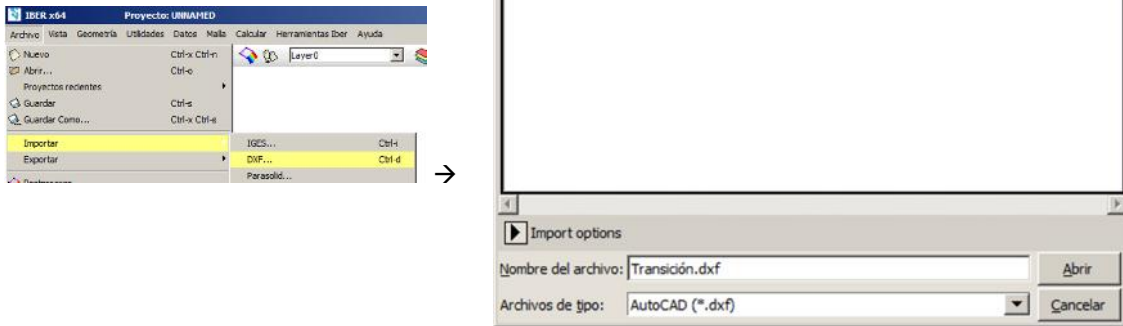 IBER x64 Proyecto: UNNAMED
Archivo Vista Geometría Utilidades Datos Malla Calcular Herramientas Iber Ayuda
Nuevo Ctrl-x Ctrl-n
Layer0
Abrir... Ctrl-o
Proyectos recientes
Guardar Ctrl-s
Guardar Como... Ctrl-x Ctrl-s
Importar
Exportar
IGES... Ctrl-i
DXF... Ctrl-d
Parasolid...
→
Import options
Nombre del archivo: Transición.dxf Abrir
Archivos de tipo: AutoCAD (*.dxf) Cancelar